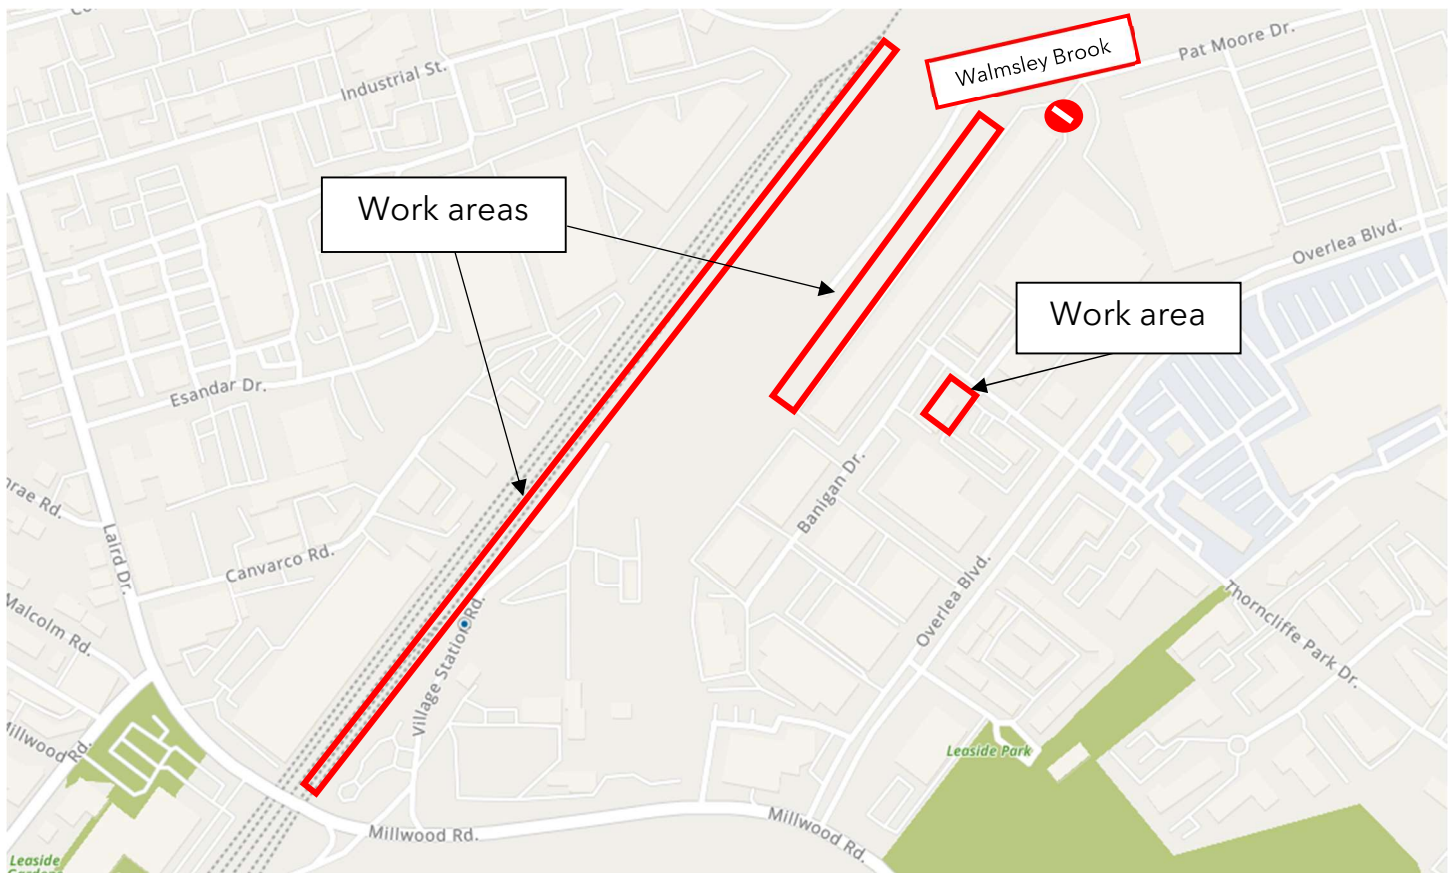 Industrial St.
Walmsley Brook
Pat Moore Dr.
Work areas
Overlea Blvd.
Work area
Esandar Dr.
Banigan Dr.
Laird Dr.
Canvarco Rd.
Overlea Blvd.
Malcolm Rd.
Village Station Rd.
Thorncliffe Park Dr.
Millwood Rd.
Leaside Park
Millwood Rd.
Millwood Rd.
Leaside